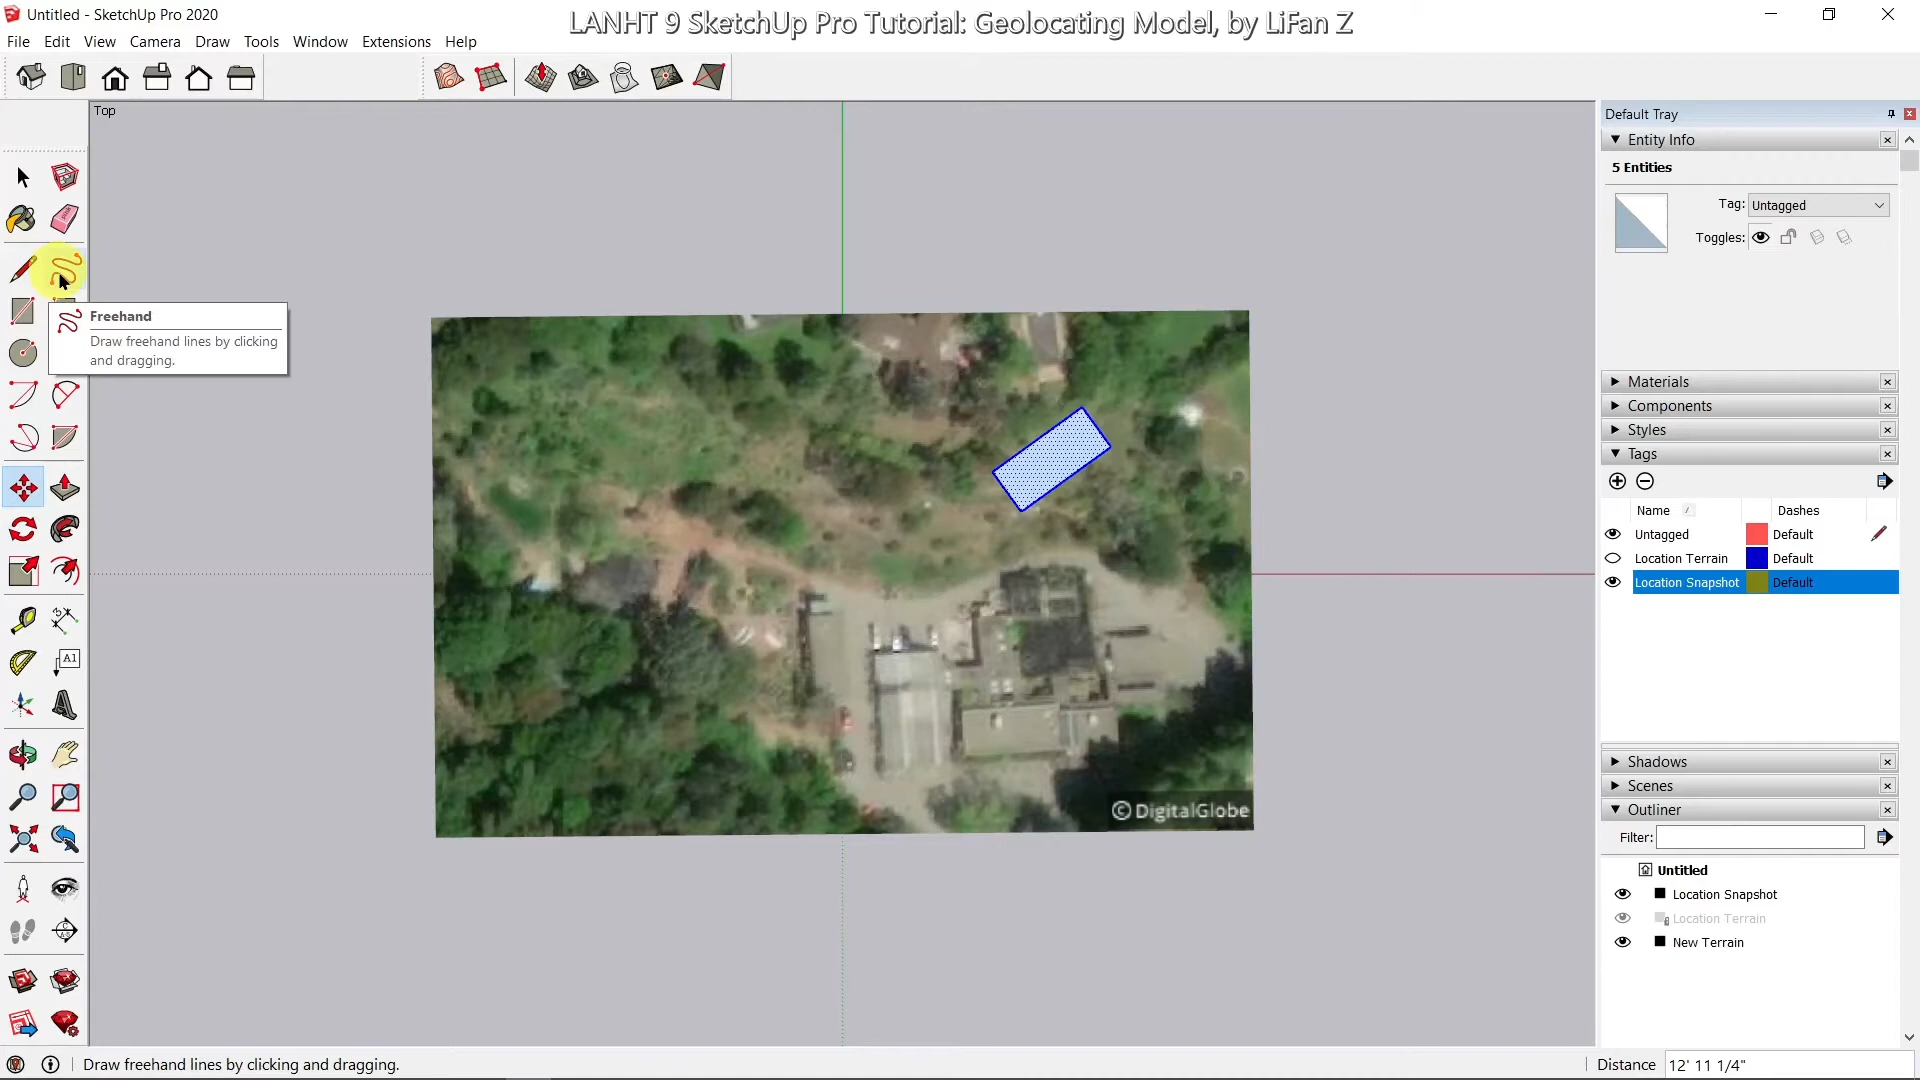 Untitled - SketchUp Pro 2020
LANHT 9 SketchUp Pro Tutorial: Geolocating Model, by LiFan Z
File Edit View Camera Draw Tools Window Extensions Help
Top
Default Tray
Entity Info
5 Entities
Tag: Untagged
Toggles:
Freehand
Draw freehand lines by clicking
and dragging.
A1
Materials
Components
Styles
Tags
Name Dashes
Untagged Default
Location Terrain Default
Location Snapshot Default
Shadows
Scenes
Outliner
Filter:
Untitled
Location Snapshot
Location Terrain
New Terrain
© DigitalGlobe
Draw freehand lines by clicking and dragging.
Distance 12' 11 1/4"